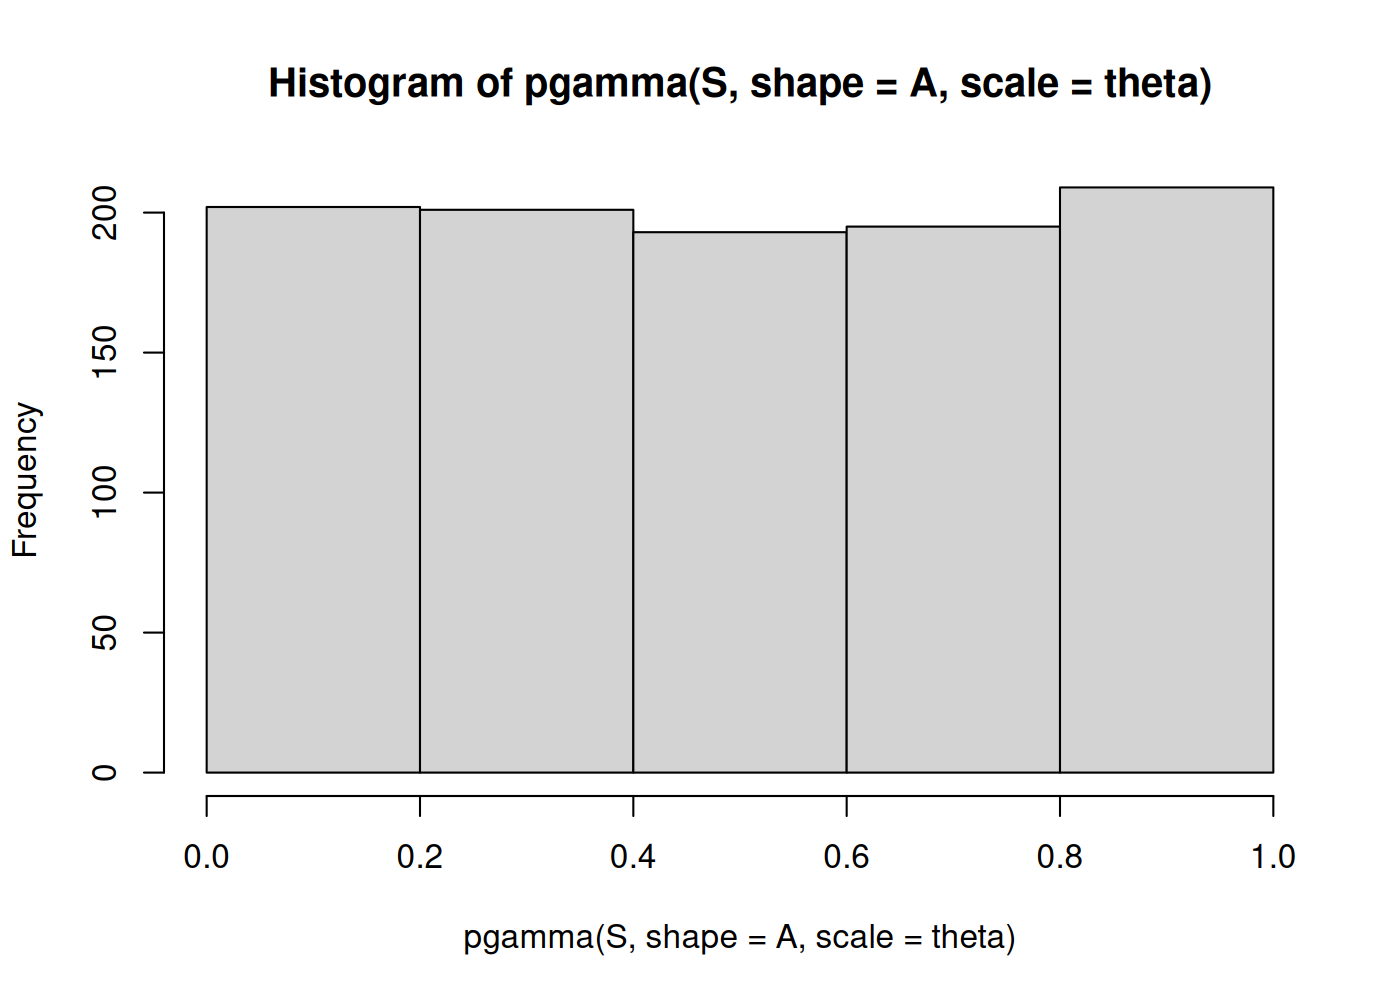 Histogram of pgamma(S, shape = A, scale = theta)
Frequency
200
150
100
50
0
0.0 0.2 0.4 0.6 0.8 1.0
pgamma(S, shape = A, scale = theta)